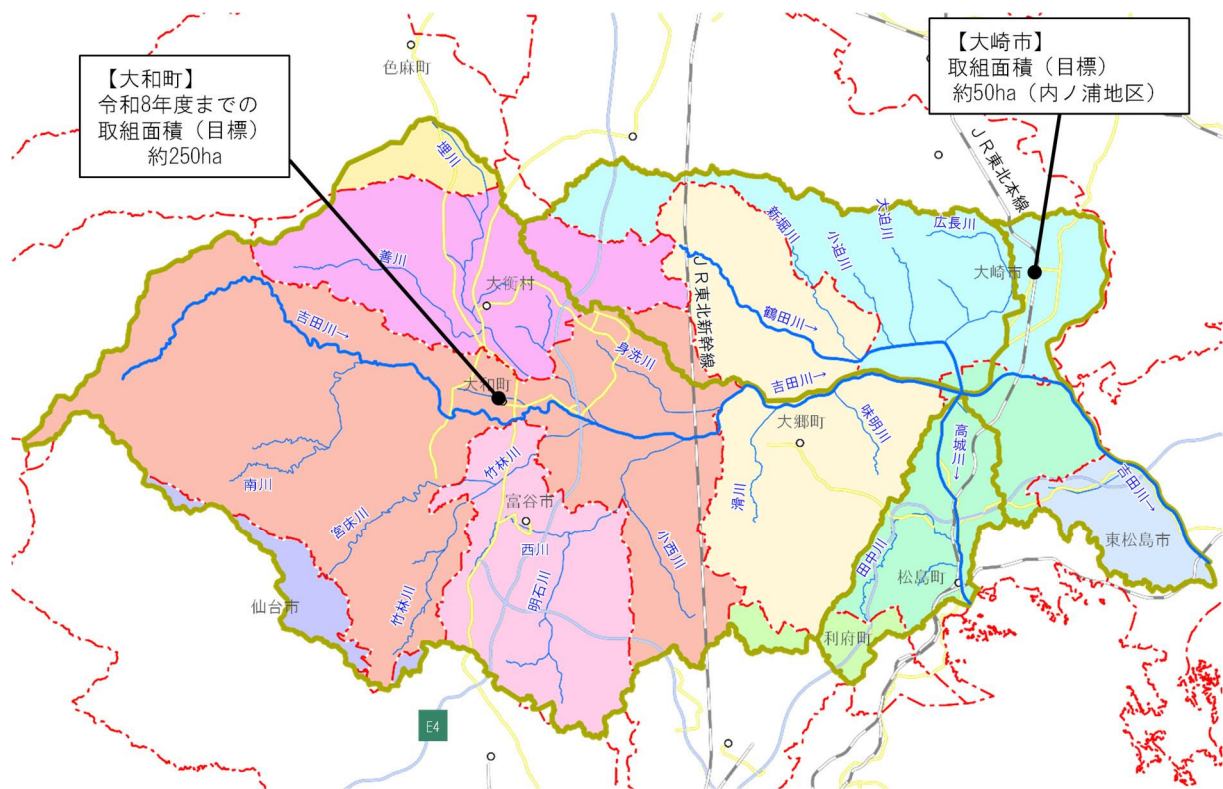 【大和町】
令和8年度までの
取組面積（目標）
約250ha
【大崎市】
取組面積（目標）
約50ha（内ノ浦地区）
色麻町
埋川
善川
大衡村
吉田川→
大和町
身洗川
ＪＲ東北新幹線
ＪＲ東北本線
新堀川
小迫川
大迫川
広長川
大崎市
鶴田川→
吉田川→
大郷町
味明川
滑川
高城川→
吉田川→
東松島市
田中川
松島町
利府町
南川
宮床川
竹林川
竹林川
富谷市
西川
明石川
小西川
仙台市
E4